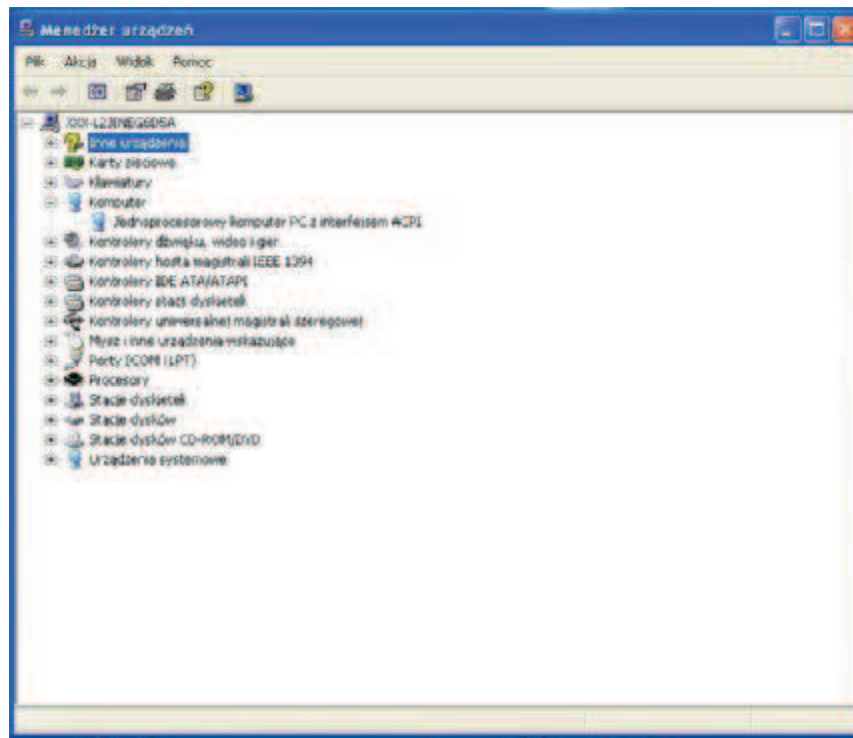 Menedżer urządzeń
Plik Akcja Widok Pomoc
Inne urządzenia
Karty sieciowe
Klawiatury
Komputer
Jednoprocesorowy komputer PC z interfejsem ACPI
Kontrolery dźwięku, wideo i gier
Kontrolery hosta magistrali IEEE 1394
Kontrolery IDE ATA/ATAPI
Kontrolery stacji dyskietek
Kontrolery uniwersalnej magistrali szeregowej
Mysz i inne urządzenia wskazujące
Porty (COM i LPT)
Procesory
Stacje dyskietek
Stacje dysków
Stacje dysków CD-ROM/DVD
Urządzenia systemowe